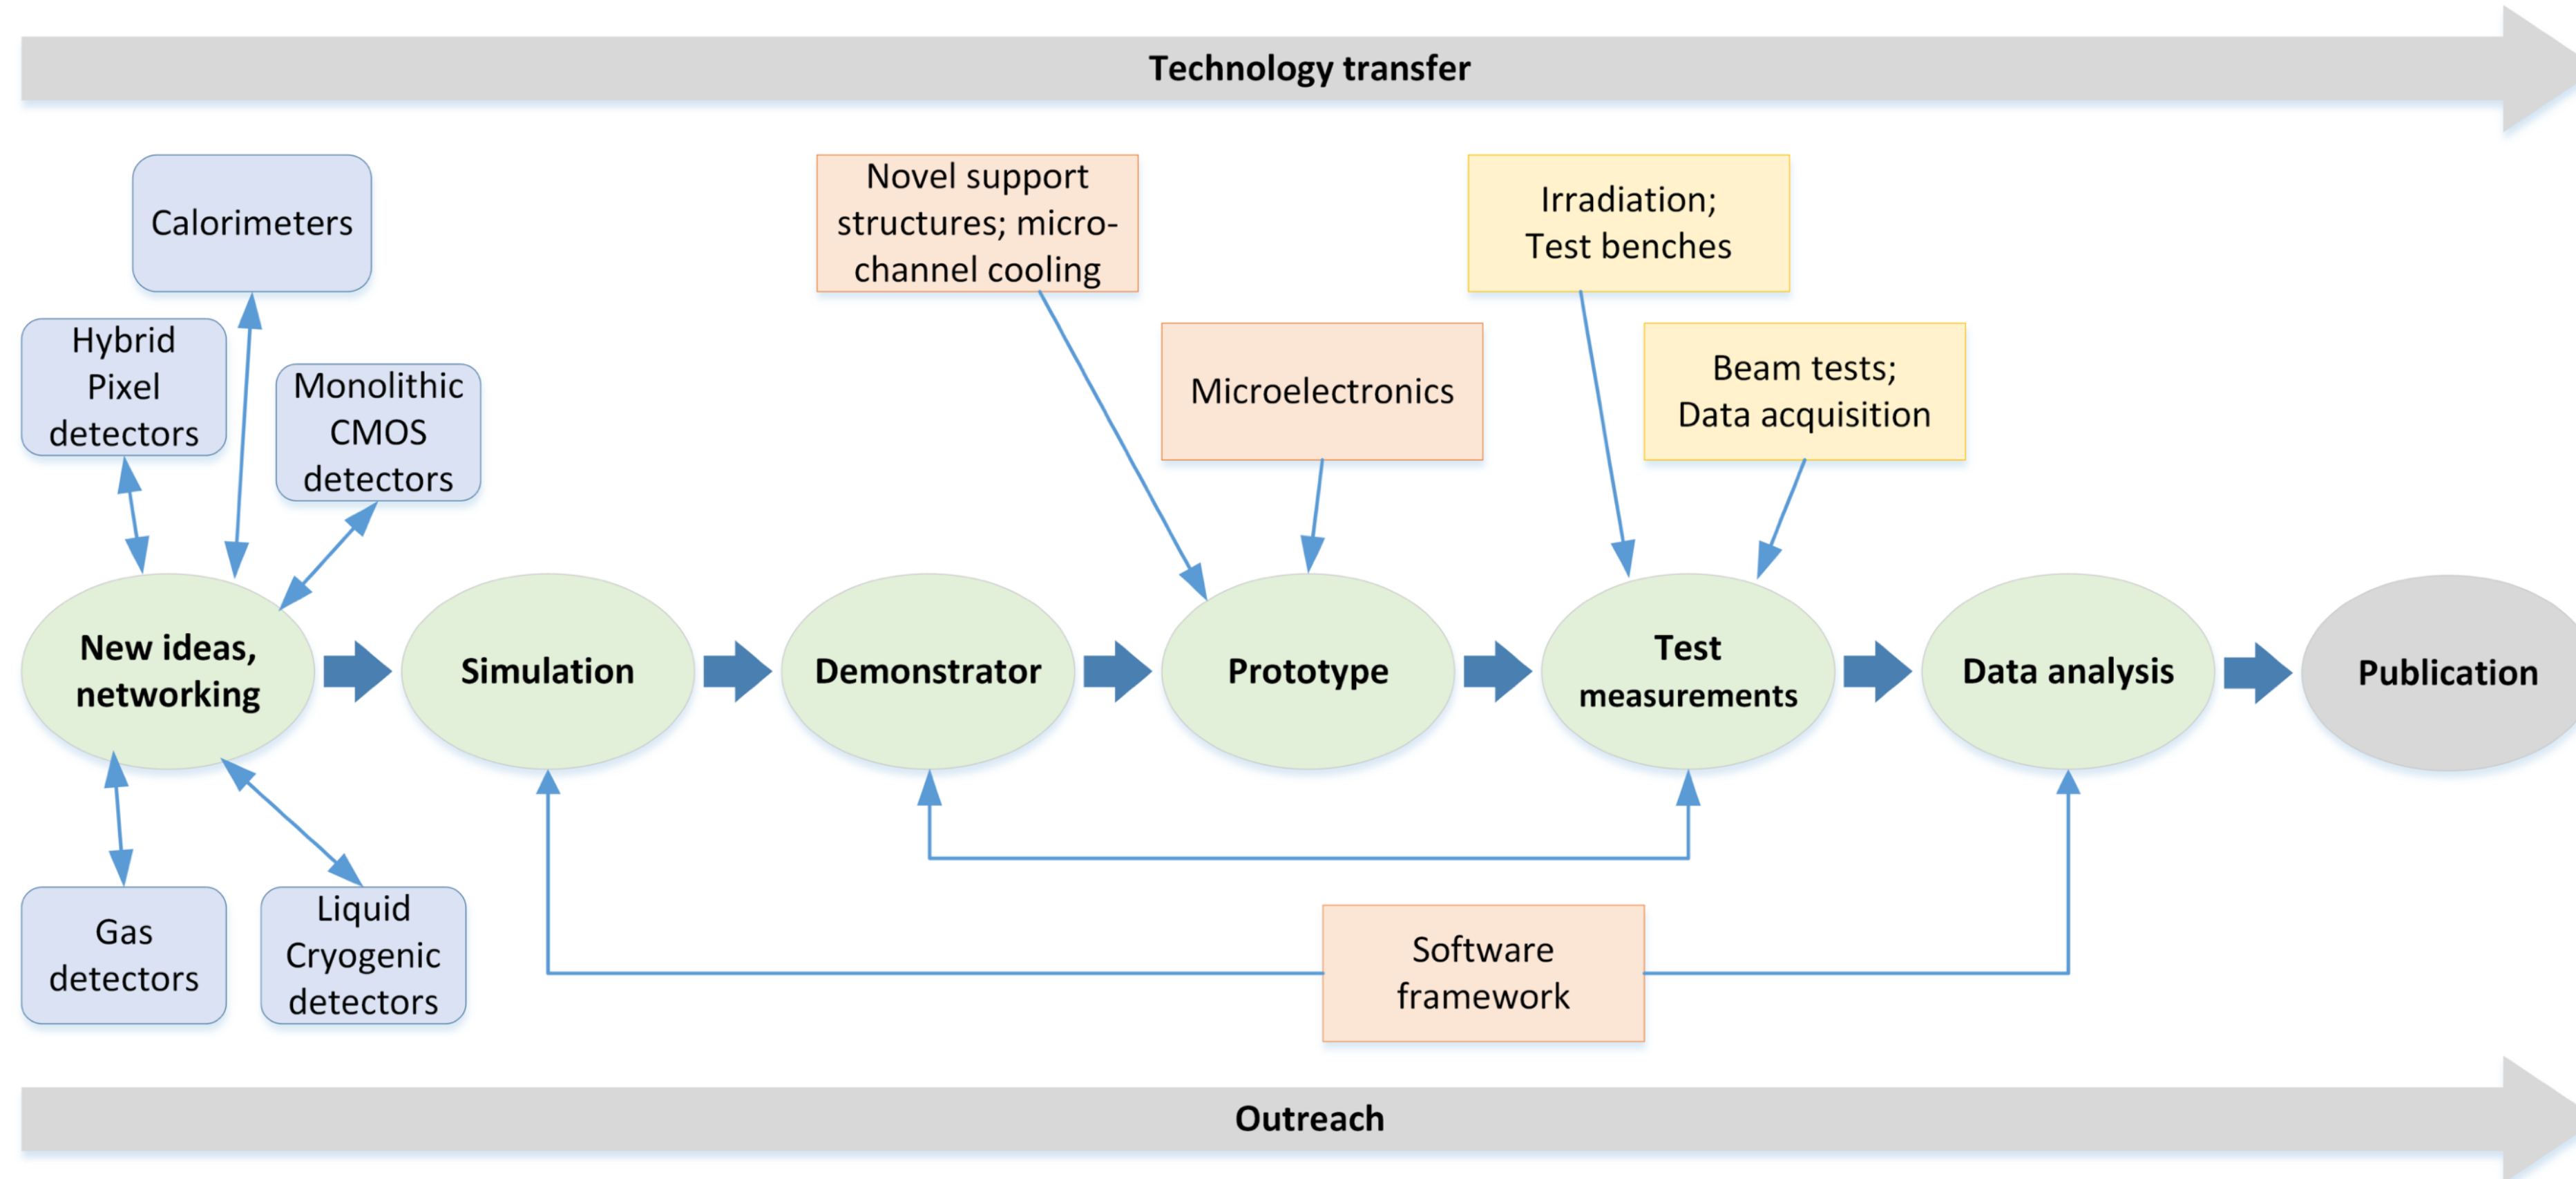 Technology transfer
Calorimeters
Novel support
structures; micro-
channel cooling
Irradiation;
Test benches
Hybrid
Pixel
detectors
Monolithic
CMOS
detectors
Microelectronics
Beam tests;
Data acquisition
New ideas,
networking
Simulation
Demonstrator
Prototype
Test
measurements
Data analysis
Publication
Gas
detectors
Liquid
Cryogenic
detectors
Software
framework
Outreach